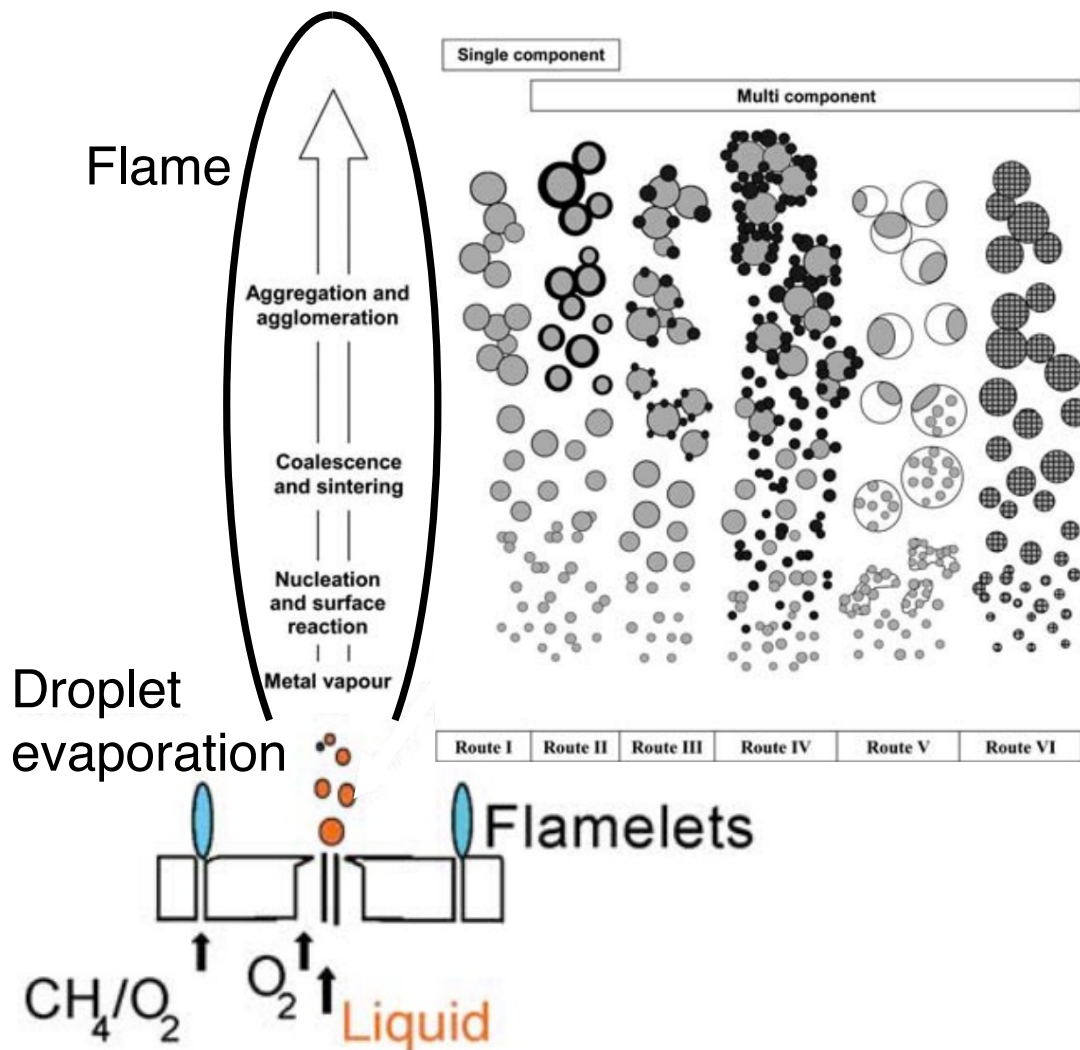 Single component
Multi component
Flame
Aggregation and
agglomeration
Coalescence
and sintering
Nucleation
and surface
reaction
Metal vapour
Droplet
evaporation
Route I
Route II
Route III
Route IV
Route V
Route VI
Flamelets
CH4/O2
O2
Liquid